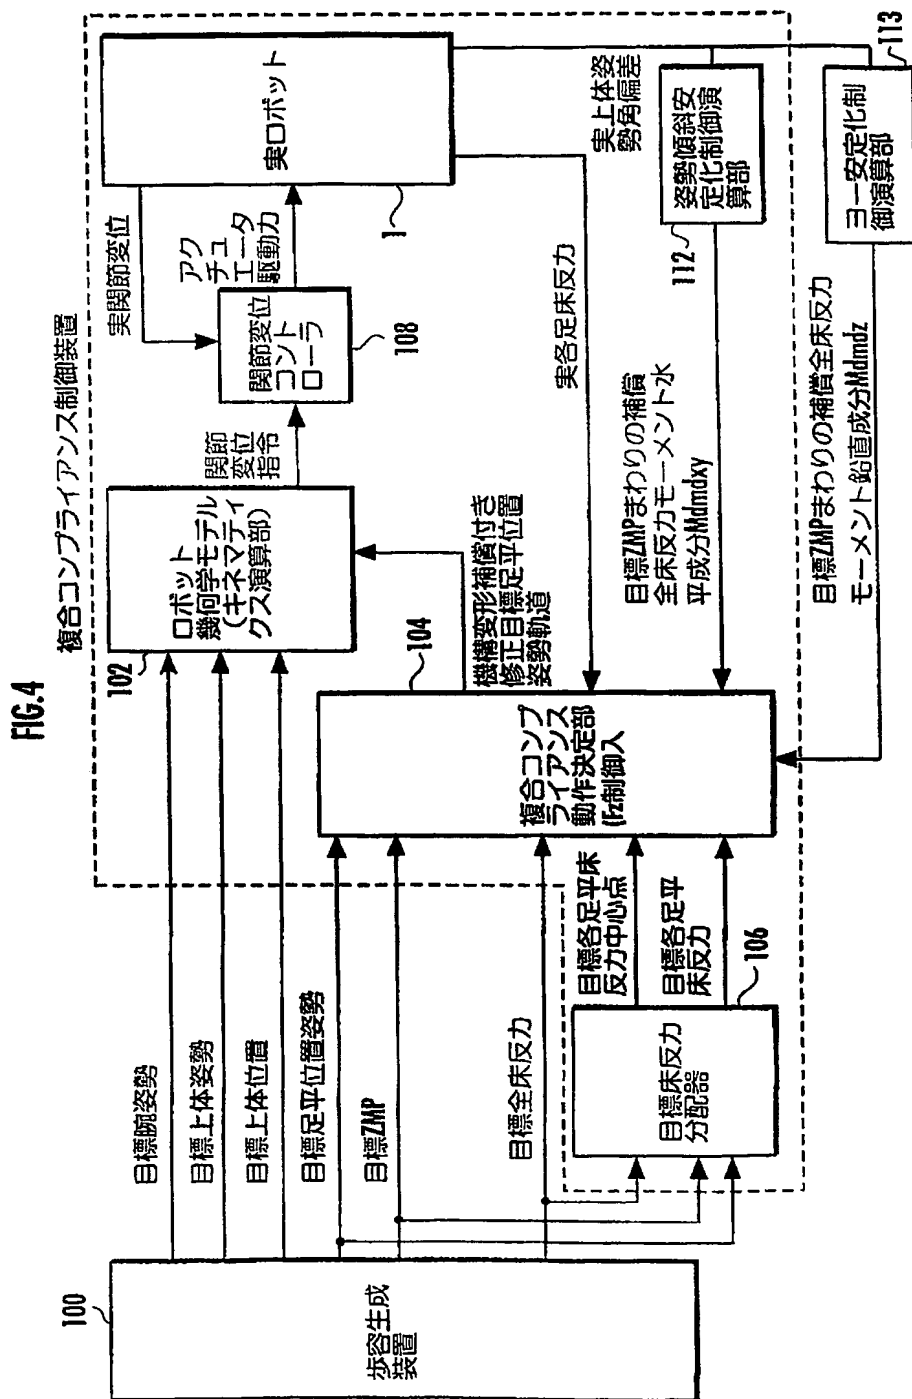 FIG.4
複合コンプライアンス制御装置
100
歩容生成
装置
目標腕姿勢
目標上体姿勢
目標上体位置
目標足平位置姿勢
目標ZMP
目標全床反力
102
ロボット
幾何学モデル
(キネマティ
クス演算部)
関節
変位
指令
関節変位
コント
ローラ
108
実関節変位
アク
チュ
エータ
駆動力
実ロボット
1
104
機構変形補償付き
修正目標足平位置
姿勢軌道
複合コンプ
ライアンス
動作決定部
(Fz制御入
目標床反力
分配器
106
目標各足平床
反力中心点
目標各足平
床反力
実各足床反力
実上体姿
勢角偏差
姿勢傾斜安
定化制御演
算部
112
目標ZMPまわりの補償
全床反力モーメント水
平成分Mdmdxy
ヨー安定化制
御演算部
113
目標ZMPまわりの補償全床反力
モーメント鉛直成分Mdmdz